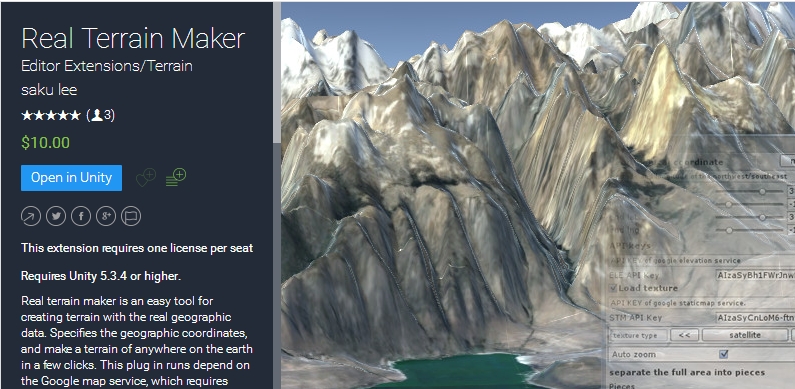 Real Terrain Maker
Editor Extensions/Terrain
saku lee
★★★★★ (3)
$10.00
Open in Unity
This extension requires one license per seat
Requires Unity 5.3.4 or higher.
Real terrain maker is an easy tool for
creating terrain with the real geographic
data. Specifies the geographic coordinates,
and make a terrain of anywhere on the earth
in a few clicks. This plug in runs depend on
the Google map service, which requires
coordinate
of the northwest/southeast
API keys
API KEY of google elevation service
ELE API Key
Load texture
API KEY of google staticmap service.
STM API Key
texture type << satellite
Auto zoom
separate the full area into pieces
Pieces